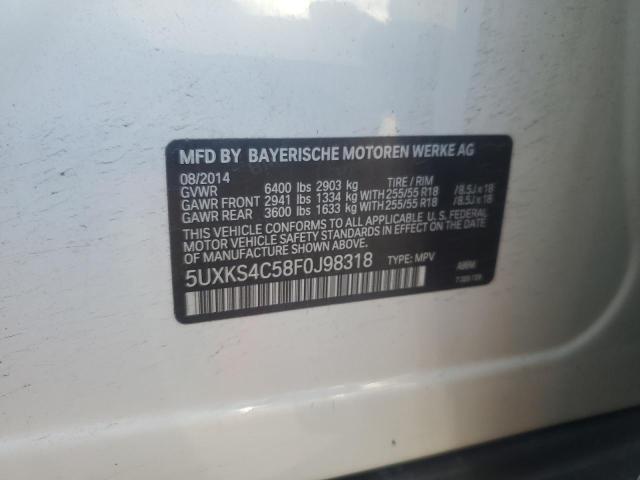 MFD BY BAYERISCHE MOTOREN WERKE AG
08/2014
GVWR 6400 lbs 2903 kg TIRE / RIM
GAWR FRONT 2941 lbs 1334 kg WITH 255/55 R18 /8.5J x 18
GAWR REAR 3600 lbs 1633 kg WITH 255/55 R18 /8.5J x 18
THIS VEHICLE CONFORMS TO ALL APPLICABLE U.S. FEDERAL
MOTOR VEHICLE SAFETY STANDARDS IN EFFECT ON THE DATE
OF MANUFACTURE SHOWN ABOVE.
5UXKS4C58F0J98318 TYPE: MPV